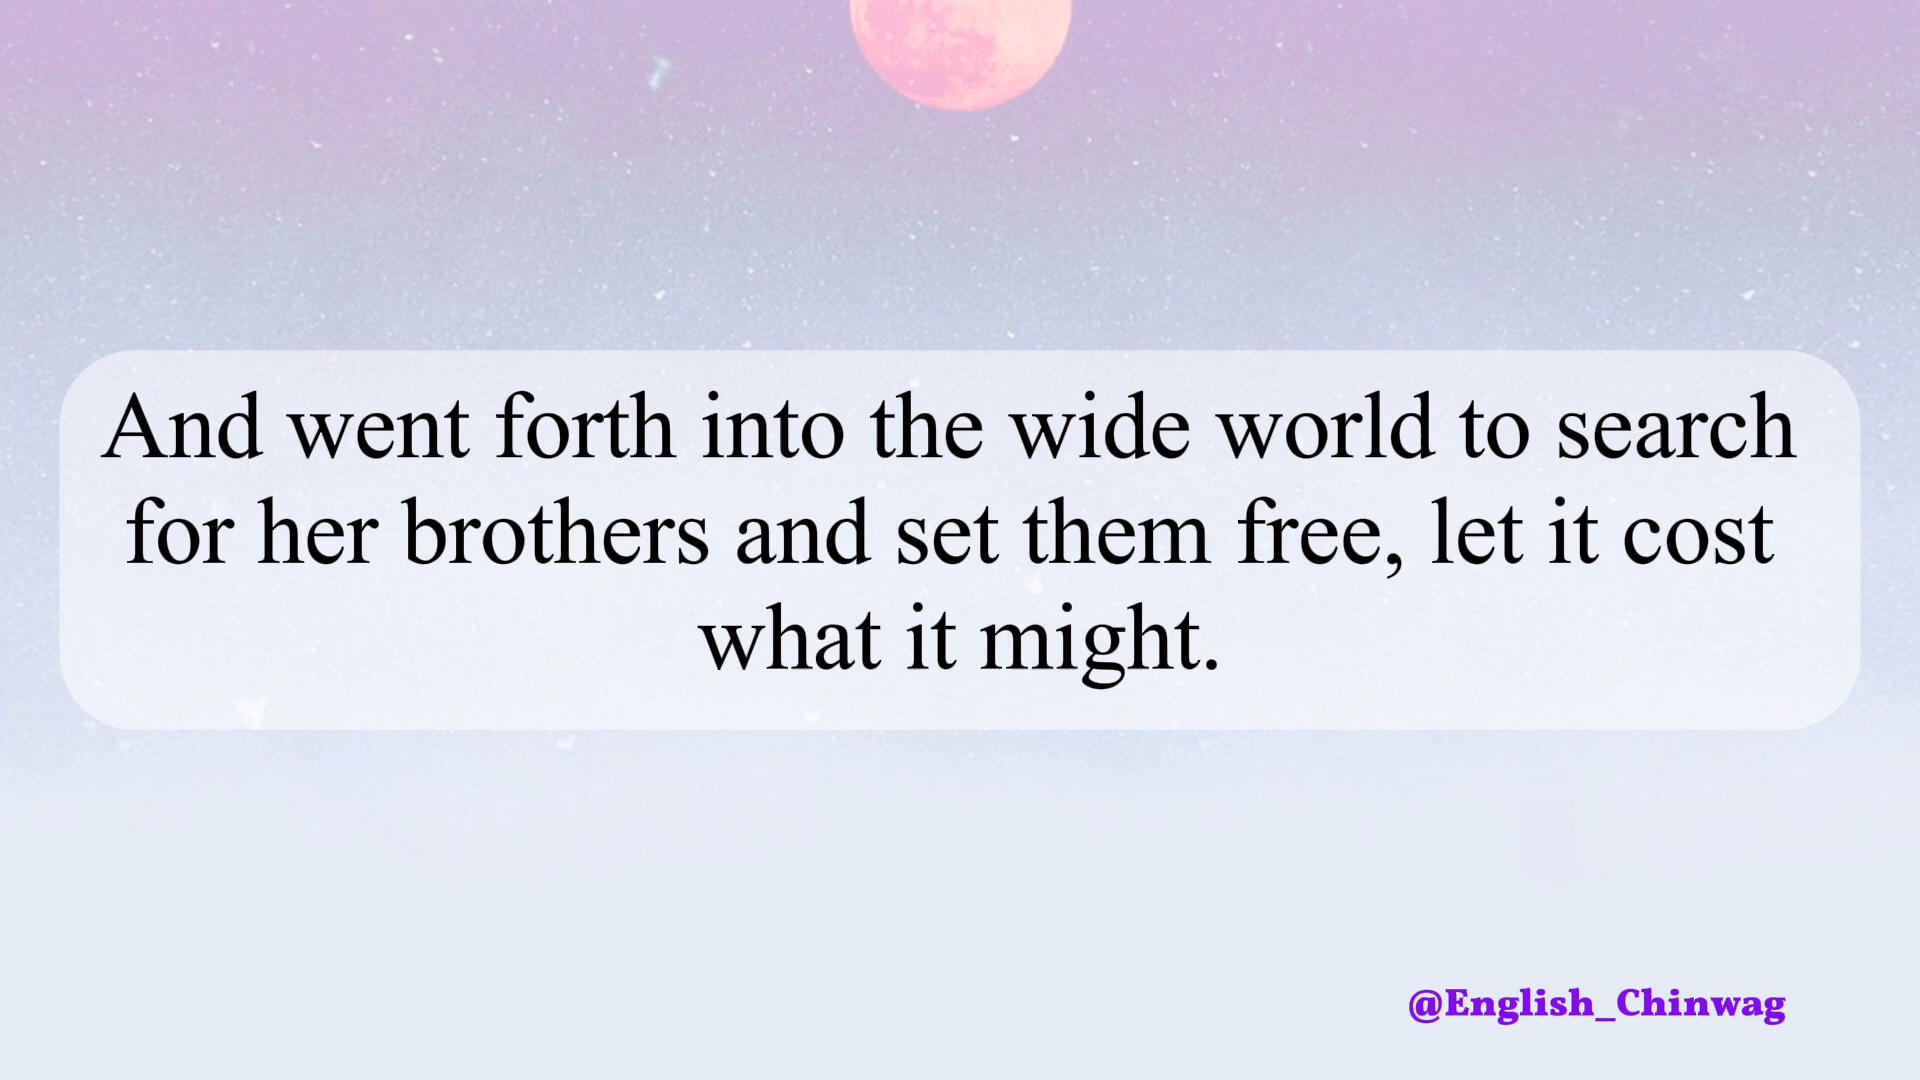 And went forth into the wide world to search
for her brothers and set them free, let it cost
what it might.
@English_Chinwag